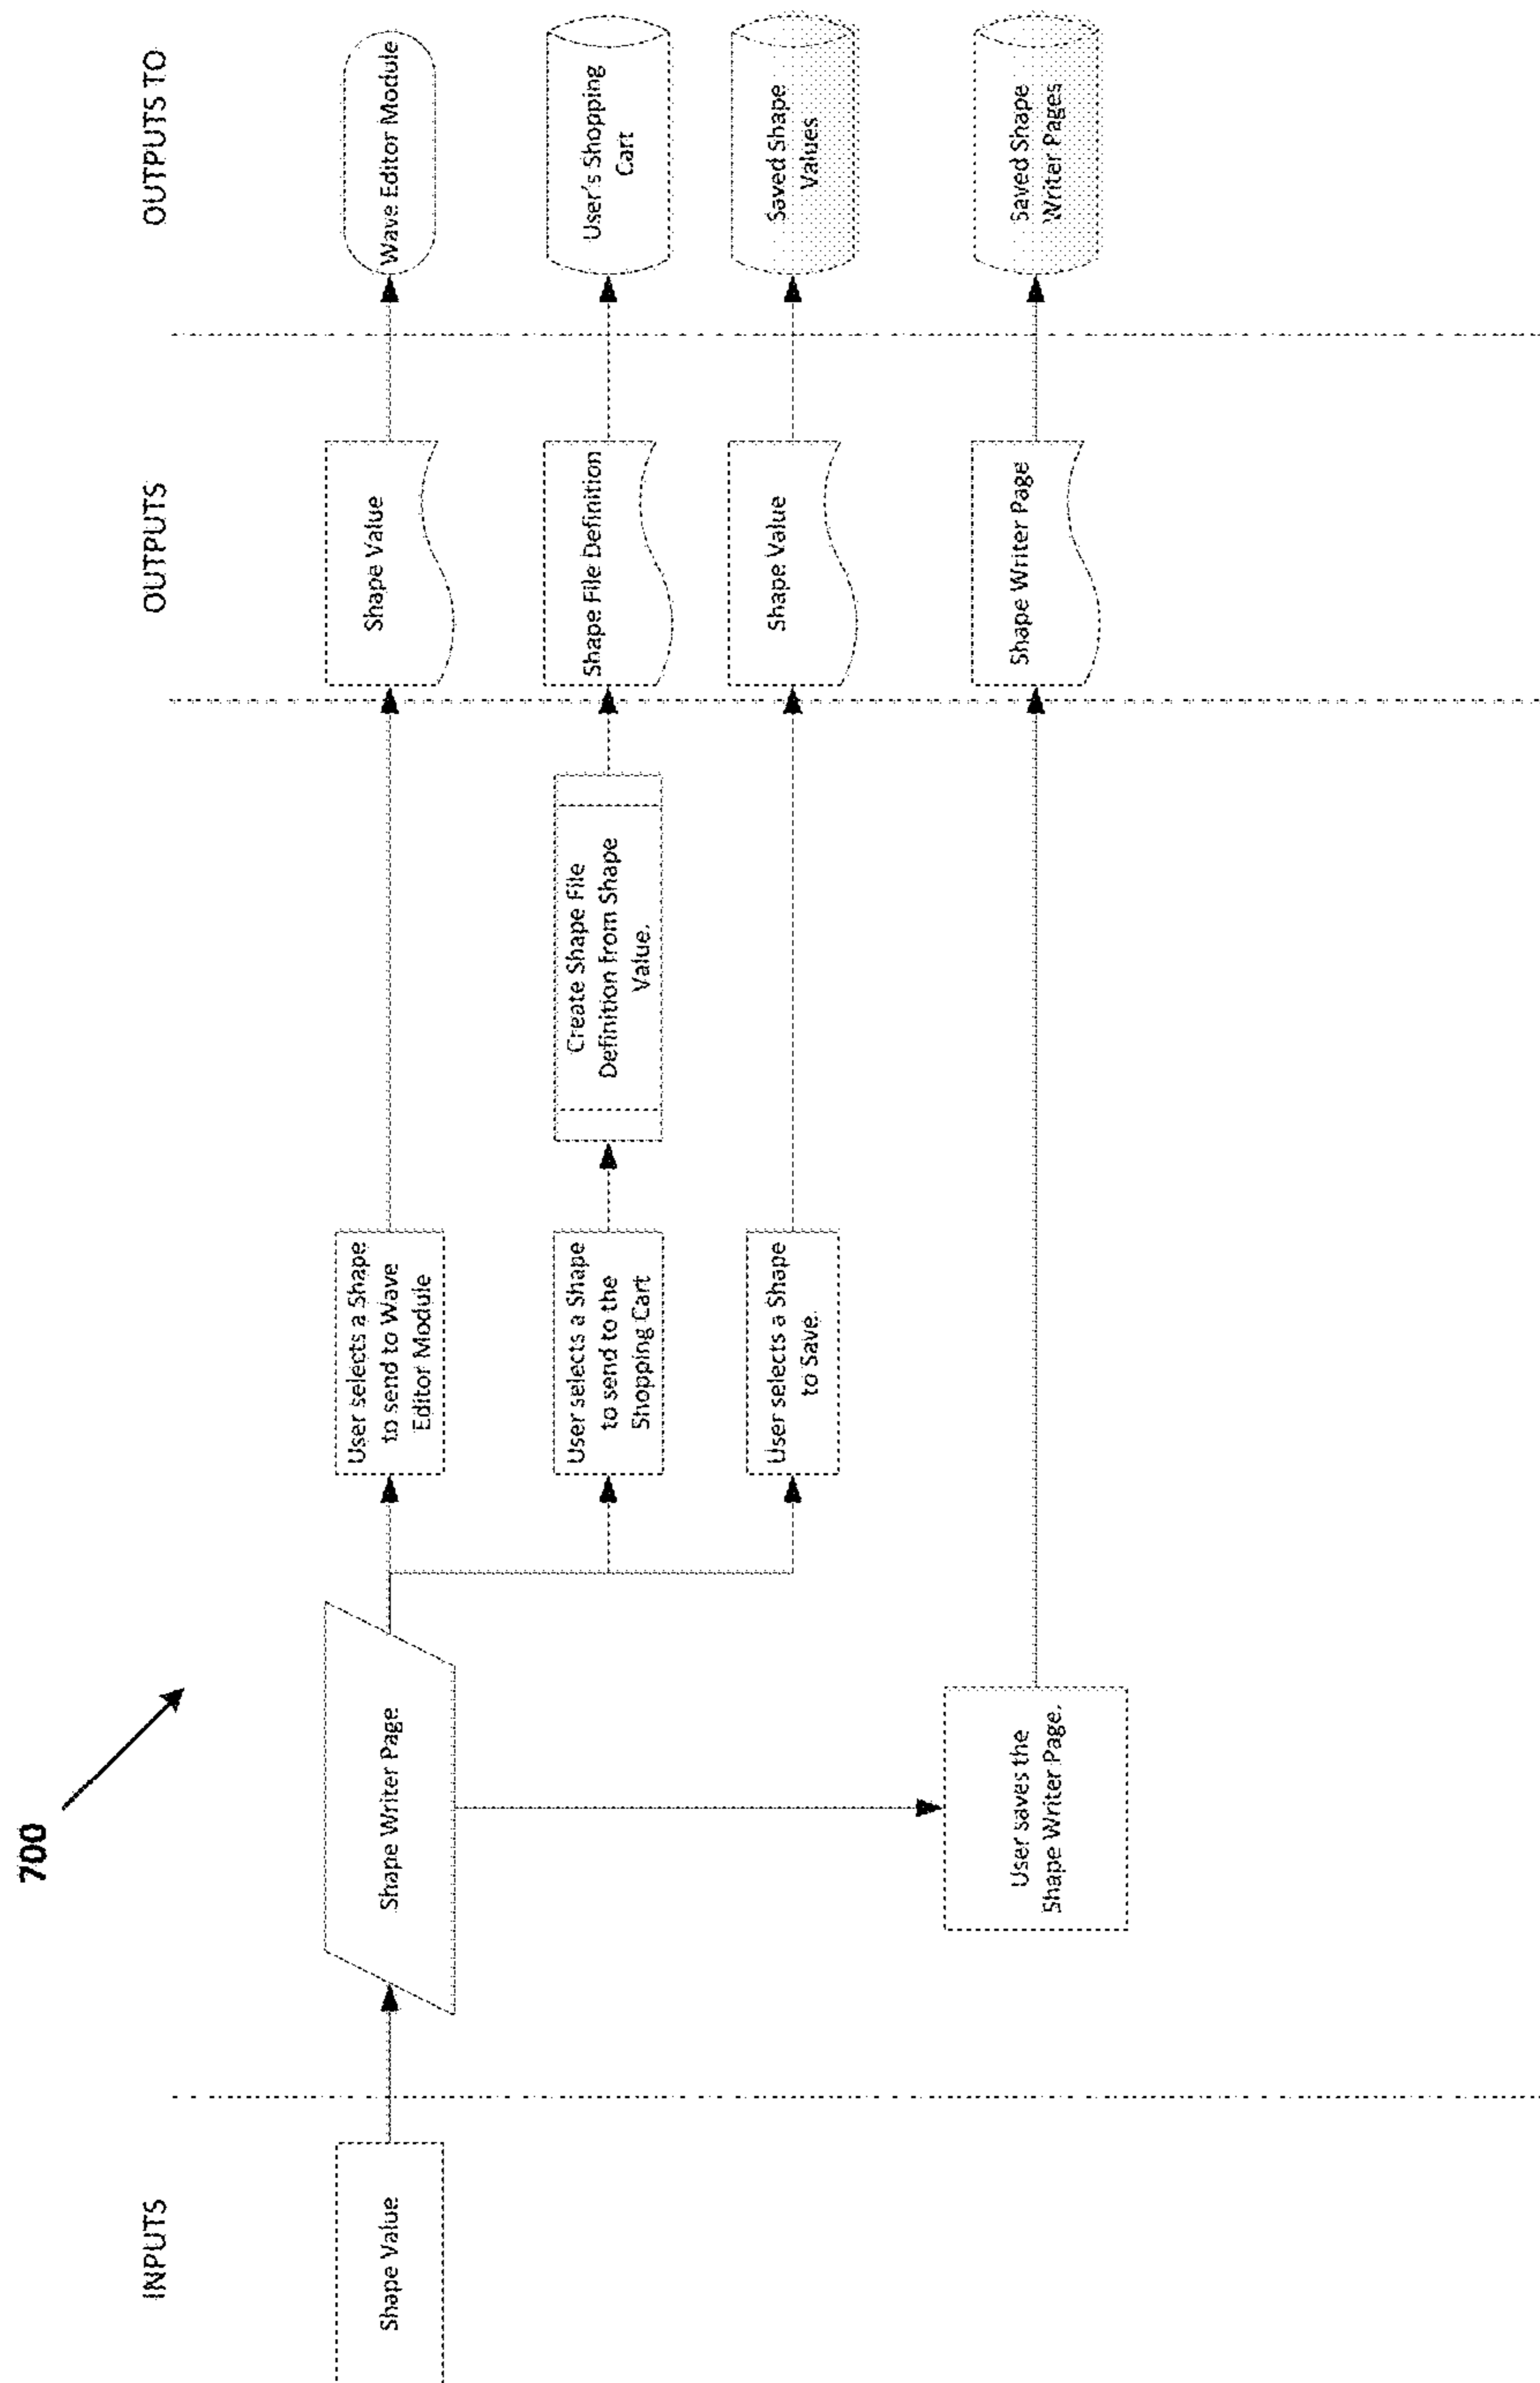 700
INPUTS
OUTPUTS
OUTPUTS TO
Shape Value
Shape Writer Page
User selects a Shape
to send to Wave
Editor Module
Shape Value
Wave Editor Module
User selects a Shape
to send to the
Shopping Cart
Create Shape File
Definition from Shape
Value.
Shape File Definition
User's Shopping
Cart
User selects a Shape
to Save.
Shape Value
Saved Shape
Values
User saves the
Shape Writer Page.
Shape Writer Page
Saved Shape
Writer Pages